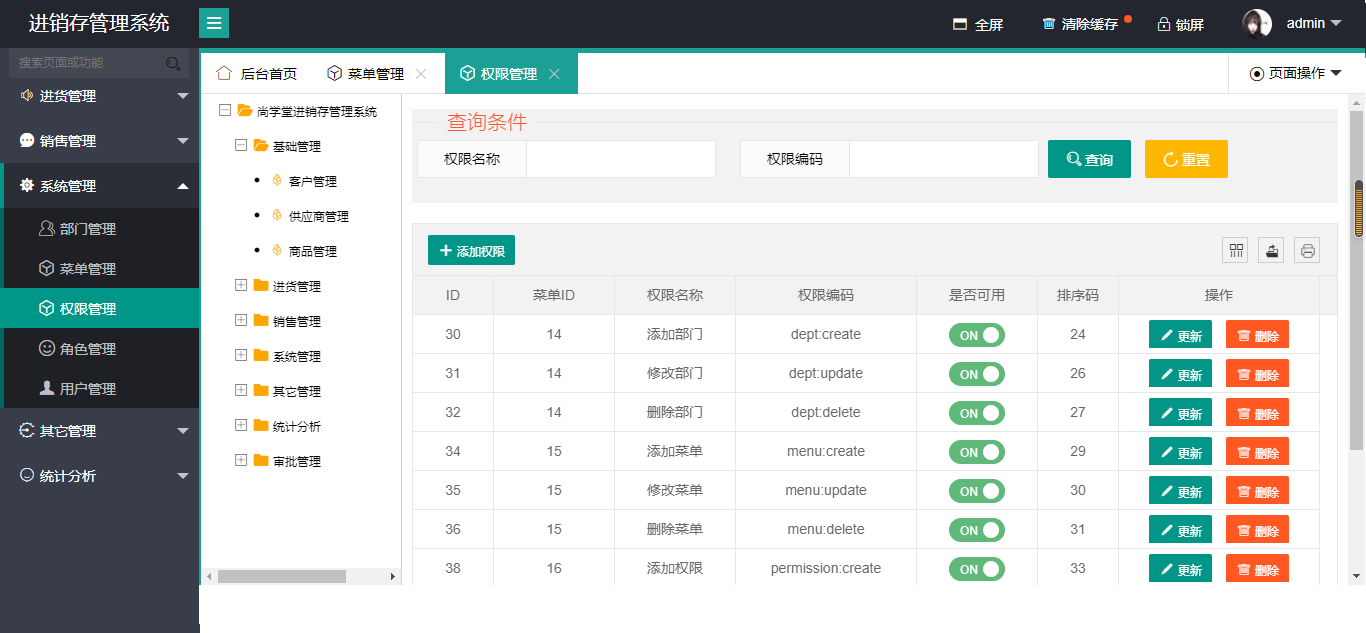 进销存管理系统
全屏
清除缓存
锁屏
admin
搜索页面或功能
进货管理
销售管理
系统管理
部门管理
菜单管理
权限管理
角色管理
用户管理
其它管理
统计分析
后台首页
菜单管理
权限管理
页面操作
尚学堂进销存管理系统
基础管理
客户管理
供应商管理
商品管理
进货管理
销售管理
系统管理
其它管理
统计分析
审批管理
查询条件
权限名称
权限编码
查询
重置
添加权限
ID 菜单ID 权限名称 权限编码 是否可用 排序码 操作
30 14 添加部门 dept:create ON 24 更新 删除
31 14 修改部门 dept:update ON 26 更新 删除
32 14 删除部门 dept:delete ON 27 更新 删除
34 15 添加菜单 menu:create ON 29 更新 删除
35 15 修改菜单 menu:update ON 30 更新 删除
36 15 删除菜单 menu:delete ON 31 更新 删除
38 16 添加权限 permission:create ON 33 更新 删除